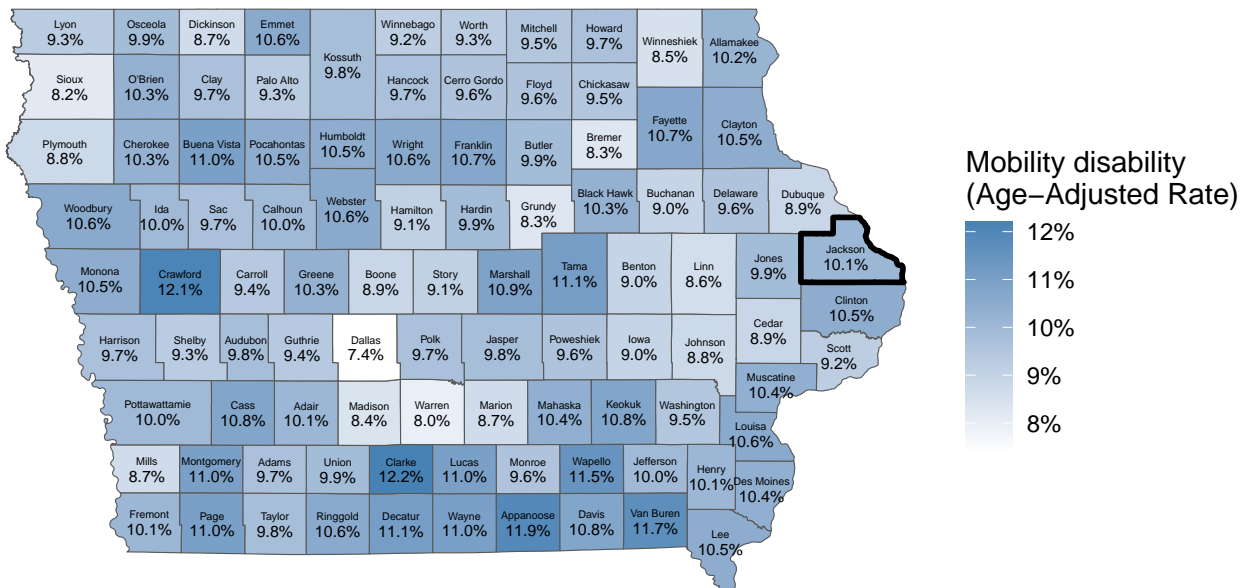 Lyon
9.3%
Osceola
9.9%
Dickinson
8.7%
Emmet
10.6%
Kossuth
9.8%
Winnebago
9.2%
Worth
9.3%
Mitchell
9.5%
Howard
9.7%
Winneshiek
8.5%
Allamakee
10.2%
Sioux
8.2%
O'Brien
10.3%
Clay
9.7%
Palo Alto
9.3%
Hancock
9.7%
Cerro Gordo
9.6%
Floyd
9.6%
Chickasaw
9.5%
Fayette
10.7%
Clayton
10.5%
Plymouth
8.8%
Cherokee
10.3%
Buena Vista
11.0%
Pocahontas
10.5%
Humboldt
10.5%
Wright
10.6%
Franklin
10.7%
Butler
9.9%
Bremer
8.3%
Woodbury
10.6%
Ida
10.0%
Sac
9.7%
Calhoun
10.0%
Webster
10.6%
Hamilton
9.1%
Hardin
9.9%
Grundy
8.3%
Black Hawk
10.3%
Buchanan
9.0%
Delaware
9.6%
Dubuque
8.9%
Monona
10.5%
Crawford
12.1%
Carroll
9.4%
Greene
10.3%
Boone
8.9%
Story
9.1%
Marshall
10.9%
Tama
11.1%
Benton
9.0%
Linn
8.6%
Jones
9.9%
Jackson
10.1%
Clinton
10.5%
Harrison
9.7%
Shelby
9.3%
Audubon
9.8%
Guthrie
9.4%
Dallas
7.4%
Polk
9.7%
Jasper
9.8%
Poweshiek
9.6%
Iowa
9.0%
Johnson
8.8%
Cedar
8.9%
Scott
9.2%
Muscatine
10.4%
Pottawattamie
10.0%
Cass
10.8%
Adair
10.1%
Madison
8.4%
Warren
8.0%
Marion
8.7%
Mahaska
10.4%
Keokuk
10.8%
Washington
9.5%
Louisa
10.6%
Mills
8.7%
Montgomery
11.0%
Adams
9.7%
Union
9.9%
Clarke
12.2%
Lucas
11.0%
Monroe
9.6%
Wapello
11.5%
Jefferson
10.0%
Henry
10.1%
Des Moines
10.4%
Fremont
10.1%
Page
11.0%
Taylor
9.8%
Ringgold
10.6%
Decatur
11.1%
Wayne
11.0%
Appanoose
11.9%
Davis
10.8%
Van Buren
11.7%
Lee
10.5%
Mobility disability
(Age−Adjusted Rate)
12%
11%
10%
9%
8%